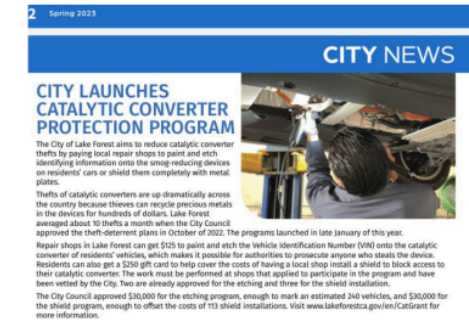 2 Spring 2023
CITY NEWS
CITY LAUNCHES
CATALYTIC CONVERTER
PROTECTION PROGRAM
The City of Lake Forest aims to reduce catalytic converter
thefts by paying local repair shops to paint and etch
identifying information onto the smog-reducing devices
on residents' cars or shield them completely with metal
plates.
Thefts of catalytic converters are up dramatically across
the country because thieves can recycle precious metals
in the devices for hundreds of dollars. Lake Forest
averaged about 10 thefts a month when the City Council
approved the theft-deterrent plans in October of 2022. The programs launched in late January of this year.
Repair shops in Lake Forest can get $125 to paint and etch the Vehicle Identification Number (VIN) onto the catalytic
converter of residents' vehicles, which makes it possible for authorities to prosecute anyone who steals the device.
Residents can also get a $250 gift card to help cover the costs of having a local shop install a shield to block access to
their catalytic converter. The work must be performed at shops that applied to participate in the program and have
been vetted by the City. Two are already approved for the etching and three for the shield installation.
The City Council approved $30,000 for the etching program, enough to mark an estimated 240 vehicles, and $30,000 for
the shield program, enough to offset the costs of 113 shield installations. Visit www.lakeforestca.gov/en/CatGrant for
more information.